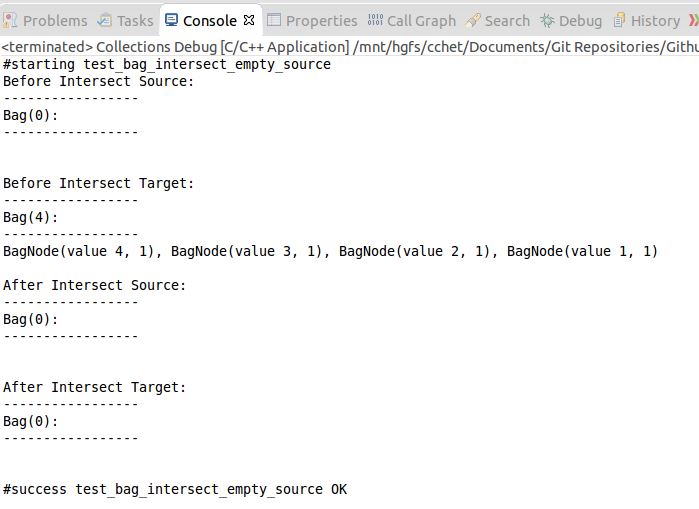 Problems Tasks Console Properties Call Graph Search Debug History
<terminated> Collections Debug [C/C++ Application] /mnt/hgfs/cchet/Documents/Git Repositories/Githu
#starting test_bag_intersect_empty_source
Before Intersect Source:
-----------------
Bag(0):
-----------------
Before Intersect Target:
-----------------
Bag(4):
-----------------
BagNode(value 4, 1), BagNode(value 3, 1), BagNode(value 2, 1), BagNode(value 1, 1)
After Intersect Source:
-----------------
Bag(0):
-----------------
After Intersect Target:
-----------------
Bag(0):
-----------------
#success test_bag_intersect_empty_source OK